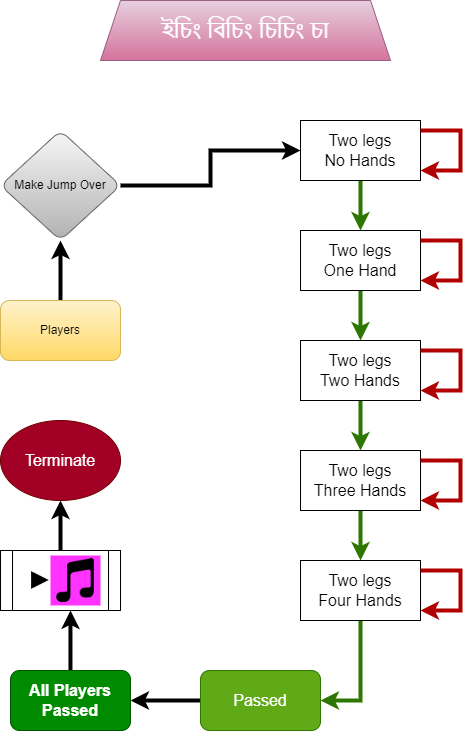 ইচিং বিচিং চিচিং চা
Make Jump Over
Players
Two legs
No Hands
Two legs
One Hand
Two legs
Two Hands
Two legs
Three Hands
Two legs
Four Hands
Terminate
All Players
Passed
Passed